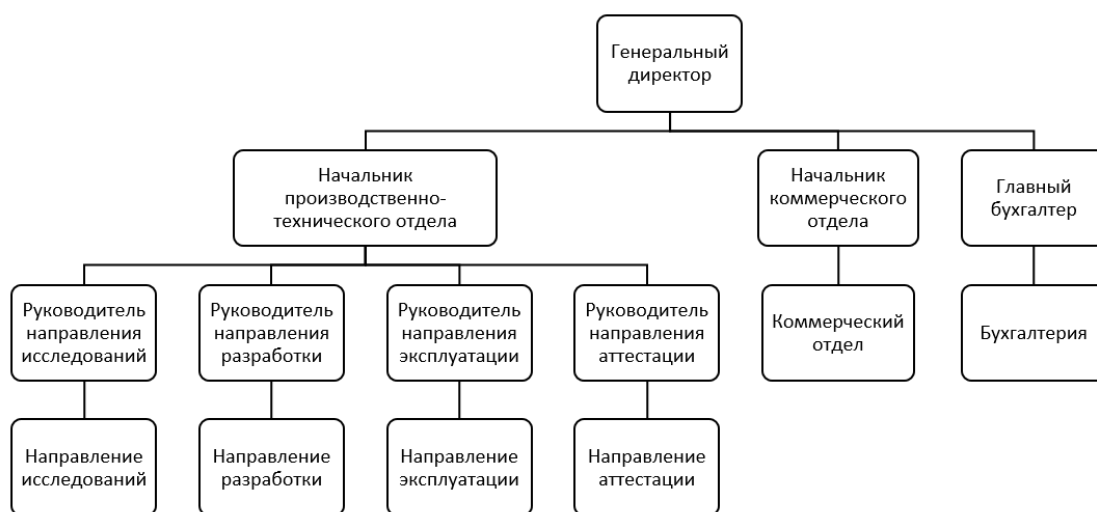 Генеральный
директор
Начальник
производственно-
технического отдела
Начальник
коммерческого
отдела
Главный
бухгалтер
Руководитель
направления
исследований
Руководитель
направления
разработки
Руководитель
направления
эксплуатации
Руководитель
направления
аттестации
Коммерческий
отдел
Бухгалтерия
Направление
исследований
Направление
разработки
Направление
эксплуатации
Направление
аттестации